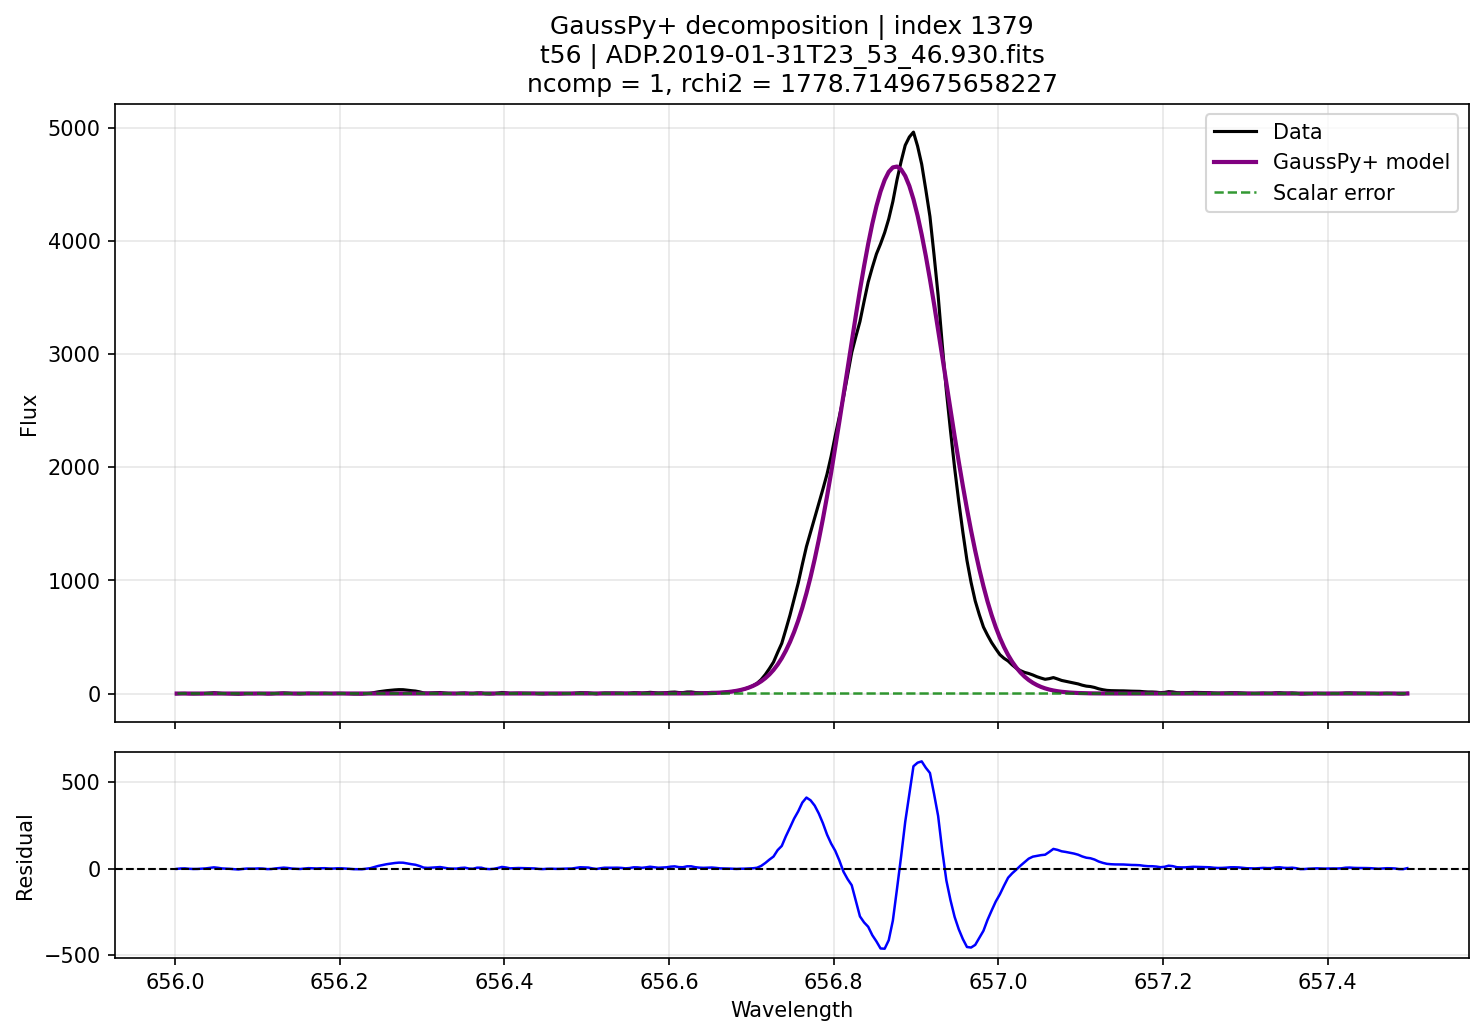 GaussPy+ decomposition | index 1379
t56 | ADP.2019-01-31T23_53_46.930.fits
ncomp = 1, rchi2 = 1778.7149675658227
Data
GaussPy+ model
Scalar error
5000
4000
3000
2000
1000
0
Flux
500
0
−500
Residual
656.0 656.2 656.4 656.6 656.8 657.0 657.2 657.4
Wavelength